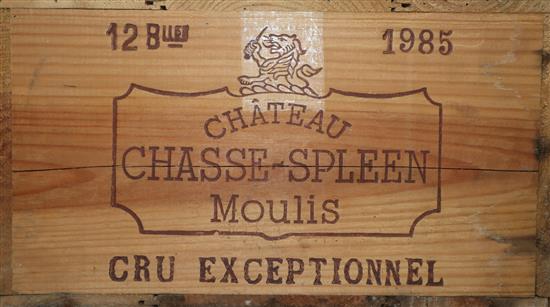 12 Blles 1985
CHÂTEAU
CHASSE-SPLEEN
Moulis
CRU EXCEPTIONNEL